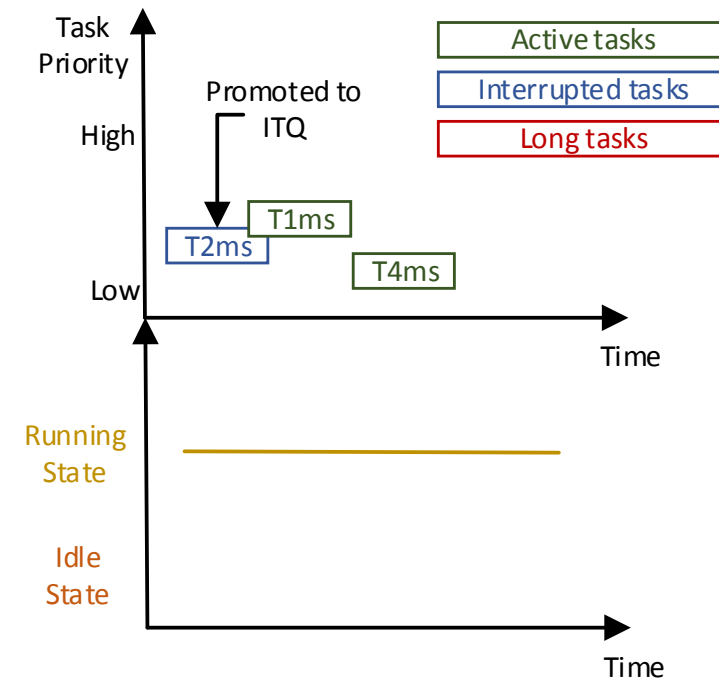 Task
Priority
Active tasks
Interrupted tasks
Long tasks
Promoted to
ITQ
High
T1ms
T2ms
T4ms
Low
Time
Running
State
Idle
State
Time